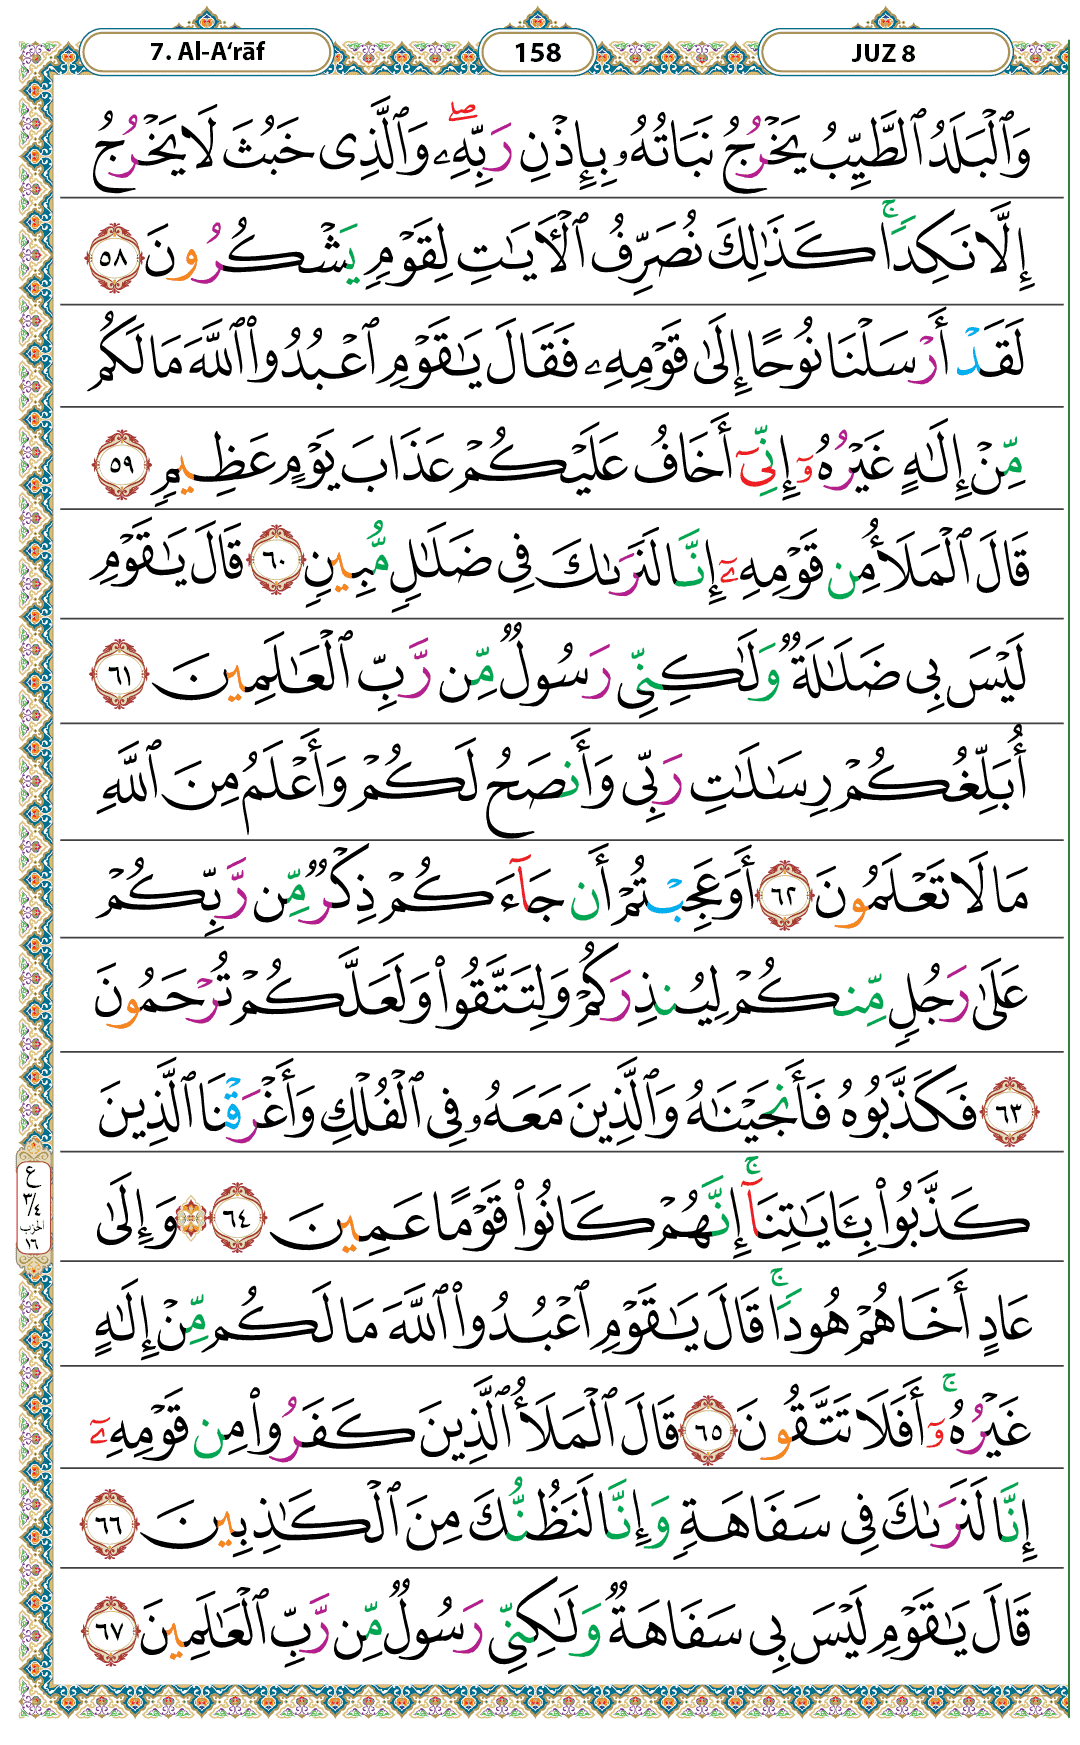 7. Al-A‘rāf
158
JUZ 8
وَٱلْبَلَدُ ٱلطَّيِّبُ يَخْرُجُ نَبَاتُهُۥ بِإِذْنِ رَبِّهِۦ ۖ وَٱلَّذِى خَبُثَ لَا يَخْرُجُ
إِلَّا نَكِدًا ۚ كَذَٰلِكَ نُصَرِّفُ ٱلْـَٔايَـٰتِ لِقَوْمٍ يَشْكُرُونَ ٥٨
لَقَدْ أَرْسَلْنَا نُوحًا إِلَىٰ قَوْمِهِۦ فَقَالَ يَـٰقَوْمِ ٱعْبُدُوا۟ ٱللَّهَ مَا لَكُم
مِّنْ إِلَـٰهٍ غَيْرُهُۥٓ إِنِّىٓ أَخَافُ عَلَيْكُمْ عَذَابَ يَوْمٍ عَظِيمٍ ٥٩
قَالَ ٱلْمَلَأُ مِن قَوْمِهِۦٓ إِنَّا لَنَرَىٰكَ فِى ضَلَـٰلٍ مُّبِينٍ ٦٠ قَالَ يَـٰقَوْمِ
لَيْسَ بِى ضَلَـٰلَةٌ وَلَـٰكِنِّى رَسُولٌ مِّن رَّبِّ ٱلْعَـٰلَمِينَ ٦١
أُبَلِّغُكُمْ رِسَـٰلَـٰتِ رَبِّى وَأَنصَحُ لَكُمْ وَأَعْلَمُ مِنَ ٱللَّهِ
مَا لَا تَعْلَمُونَ ٦٢ أَوَعَجِبْتُمْ أَن جَآءَكُمْ ذِكْرٌ مِّن رَّبِّكُمْ
عَلَىٰ رَجُلٍ مِّنكُمْ لِيُنذِرَكُمْ وَلِتَتَّقُوا۟ وَلَعَلَّكُمْ تُرْحَمُونَ
٦٣ فَكَذَّبُوهُ فَأَنجَيْنَـٰهُ وَٱلَّذِينَ مَعَهُۥ فِى ٱلْفُلْكِ وَأَغْرَقْنَا ٱلَّذِينَ
كَذَّبُوا۟ بِـَٔايَـٰتِنَآ ۚ إِنَّهُمْ كَانُوا۟ قَوْمًا عَمِينَ ٦٤ ۞ وَإِلَىٰ
عَادٍ أَخَاهُمْ هُودًا ۚ قَالَ يَـٰقَوْمِ ٱعْبُدُوا۟ ٱللَّهَ مَا لَكُم مِّنْ إِلَـٰهٍ
غَيْرُهُۥٓ ۚ أَفَلَا تَتَّقُونَ ٦٥ قَالَ ٱلْمَلَأُ ٱلَّذِينَ كَفَرُوا۟ مِن قَوْمِهِۦٓ
إِنَّا لَنَرَىٰكَ فِى سَفَاهَةٍ وَإِنَّا لَنَظُنُّكَ مِنَ ٱلْكَـٰذِبِينَ ٦٦
قَالَ يَـٰقَوْمِ لَيْسَ بِى سَفَاهَةٌ وَلَـٰكِنِّى رَسُولٌ مِّن رَّبِّ ٱلْعَـٰلَمِينَ ٦٧
ع
٣/٤
الحزب
١٦